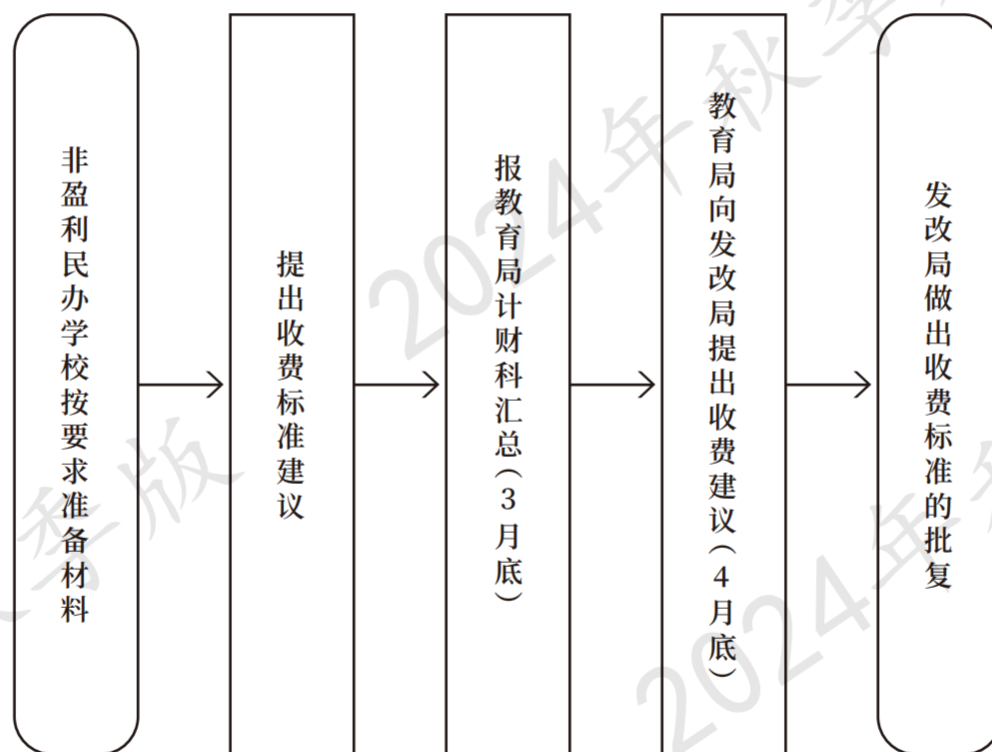 非盈利民办学校按要求准备材料
提出收费标准建议
报教育局计财科汇总(3月底)
教育局向发改局提出收费建议(4月底)
发改局做出收费标准的批复
2024年秋季
季版
2024年